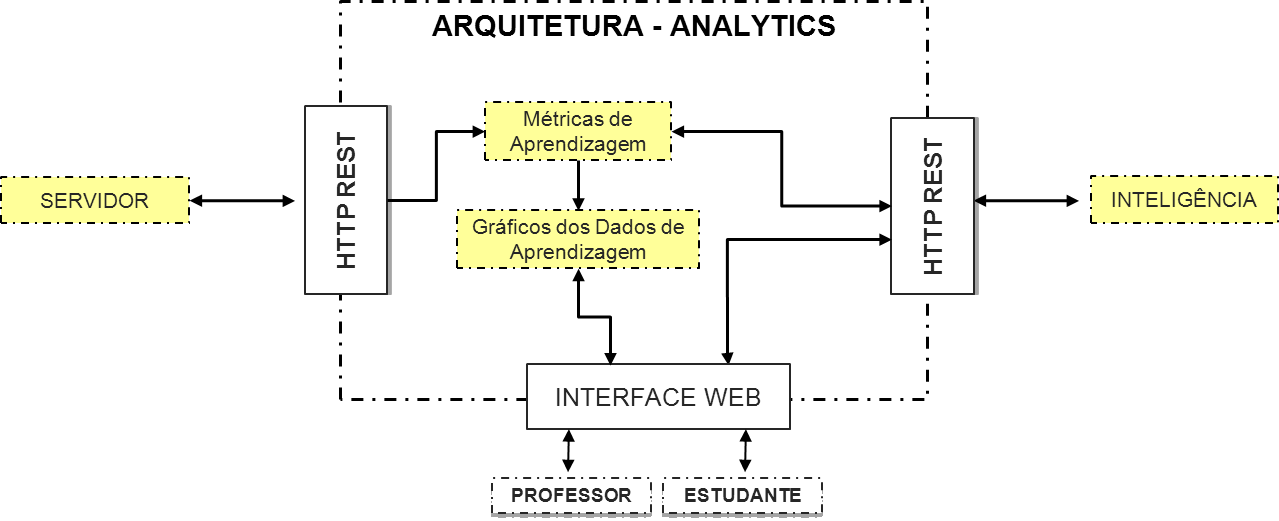 ARQUITETURA - ANALYTICS
SERVIDOR
HTTP REST
Métricas de
Aprendizagem
Gráficos dos Dados de
Aprendizagem
HTTP REST
INTELIGÊNCIA
INTERFACE WEB
PROFESSOR
ESTUDANTE